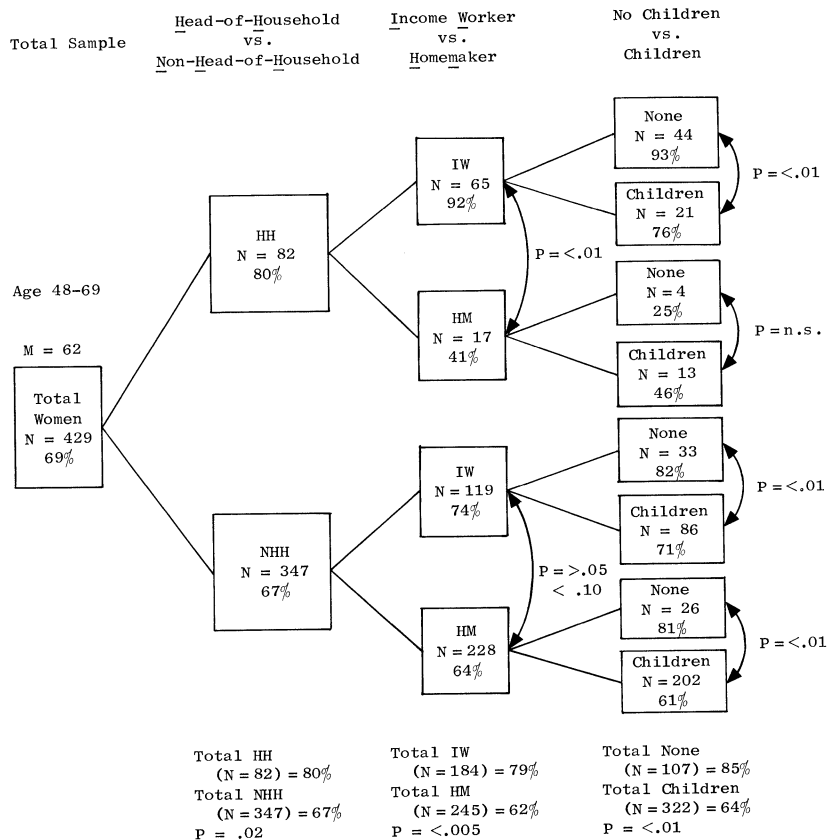 Total Sample
Head-of-Household
vs.
Non-Head-of-Household
Income Worker
vs.
Homemaker
No Children
vs.
Children
Age 48-69
M = 62
Total
Women
N = 429
69%
HH
N = 82
80%
NHH
N = 347
67%
IW
N = 65
92%
P = <.01
HM
N = 17
41%
IW
N = 119
74%
P = >.05
< .10
HM
N = 228
64%
None
N = 44
93%
P = <.01
Children
N = 21
76%
None
N = 4
25%
P = n.s.
Children
N = 13
46%
None
N = 33
82%
P = <.01
Children
N = 86
71%
None
N = 26
81%
P = <.01
Children
N = 202
61%
Total HH
(N = 82) = 80%
Total NHH
(N = 347) = 67%
P = .02
Total IW
(N = 184) = 79%
Total HM
(N = 245) = 62%
P = <.005
Total None
(N = 107) = 85%
Total Children
(N = 322) = 64%
P = <.01